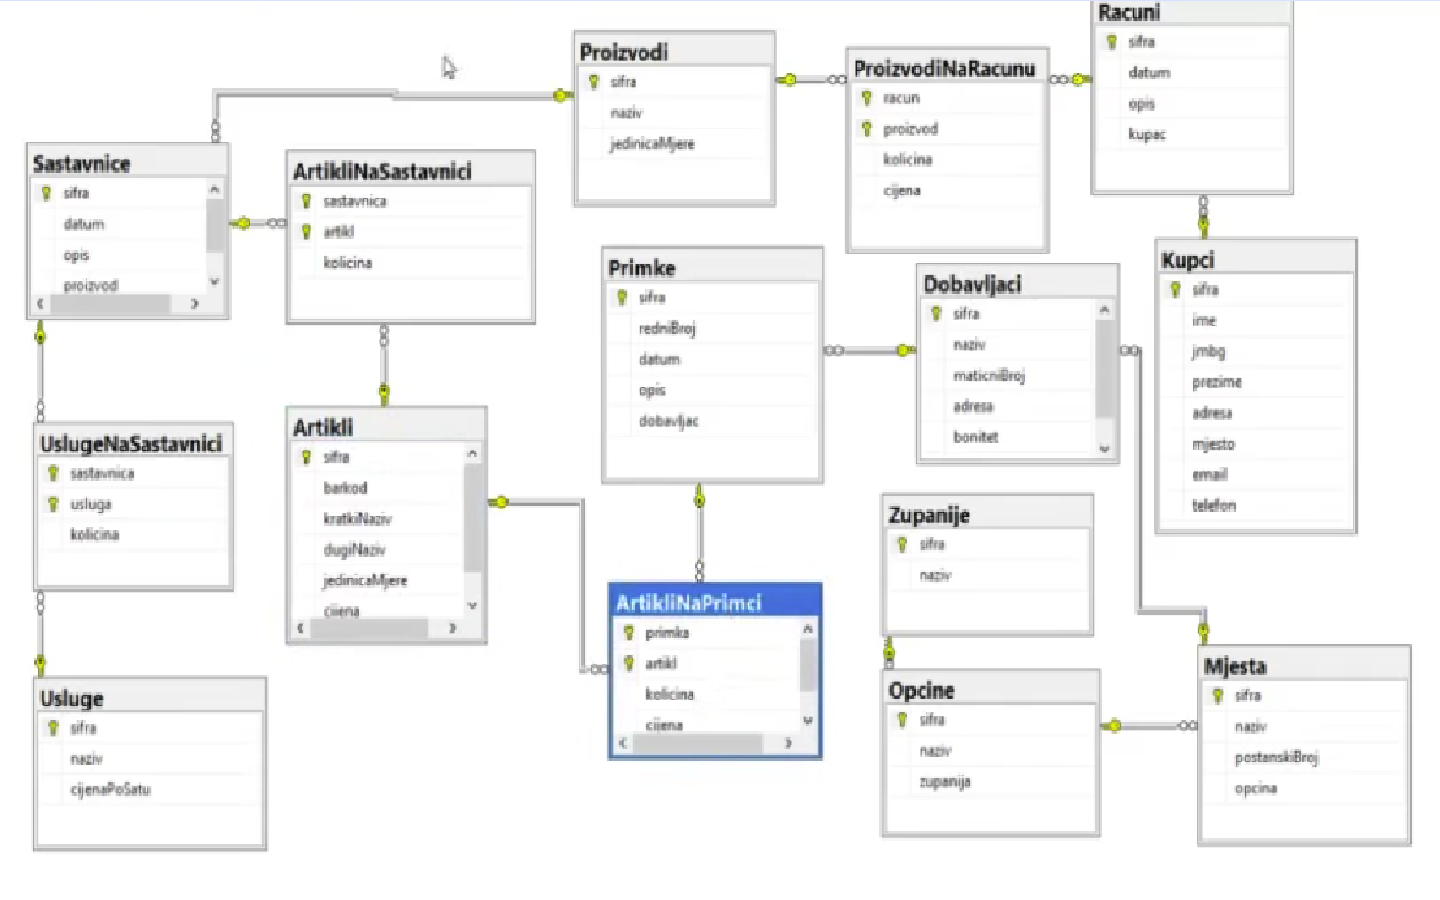 Racuni
sifra
datum
opis
kupac
Proizvodi
sifra
naziv
jedinicaMjere
ProizvodiNaRacunu
racun
proizvod
kolicina
cijena
Sastavnice
sifra
datum
opis
proizvod
ArtikliNaSastavnici
sastavnica
artikl
kolicina
Primke
sifra
redniBroj
datum
opis
dobavljac
Dobavljaci
sifra
naziv
maticniBroj
adresa
bonitet
Kupci
sifra
ime
jmbg
prezime
adresa
mjesto
email
telefon
UslugeNaSastavnici
sastavnica
usluga
kolicina
Artikli
sifra
barkod
kratkiNaziv
dugiNaziv
jedinicaMjere
cijena
Zupanije
sifra
naziv
ArtikliNaPrimci
primka
artikl
kolicina
cijena
Usluge
sifra
naziv
cijenaPoSatu
Opcine
sifra
naziv
zupanija
Mjesta
sifra
naziv
postanskiBroj
opcina